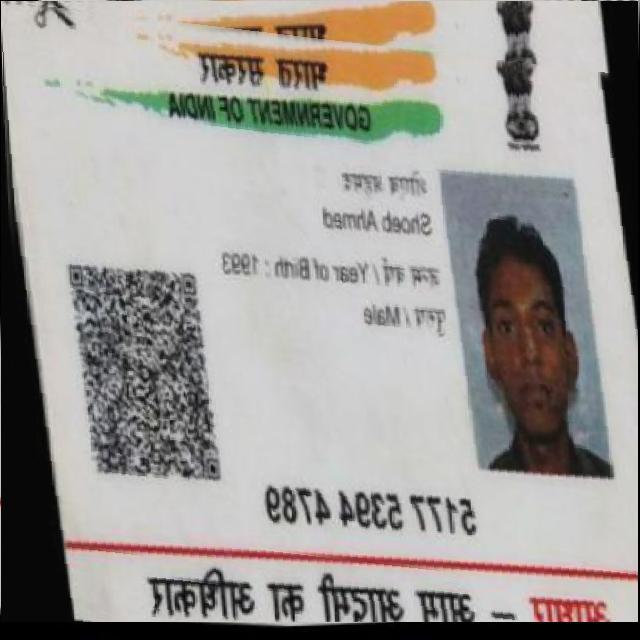 भारत सरकार
GOVERNMENT OF INDIA
शोएब अहमद
Shoeb Ahmed
जन्म वर्ष / Year of Birth : 1993
पुरुष / Male
5177 5394 4789
आधार — आम आदमी का अधिकार